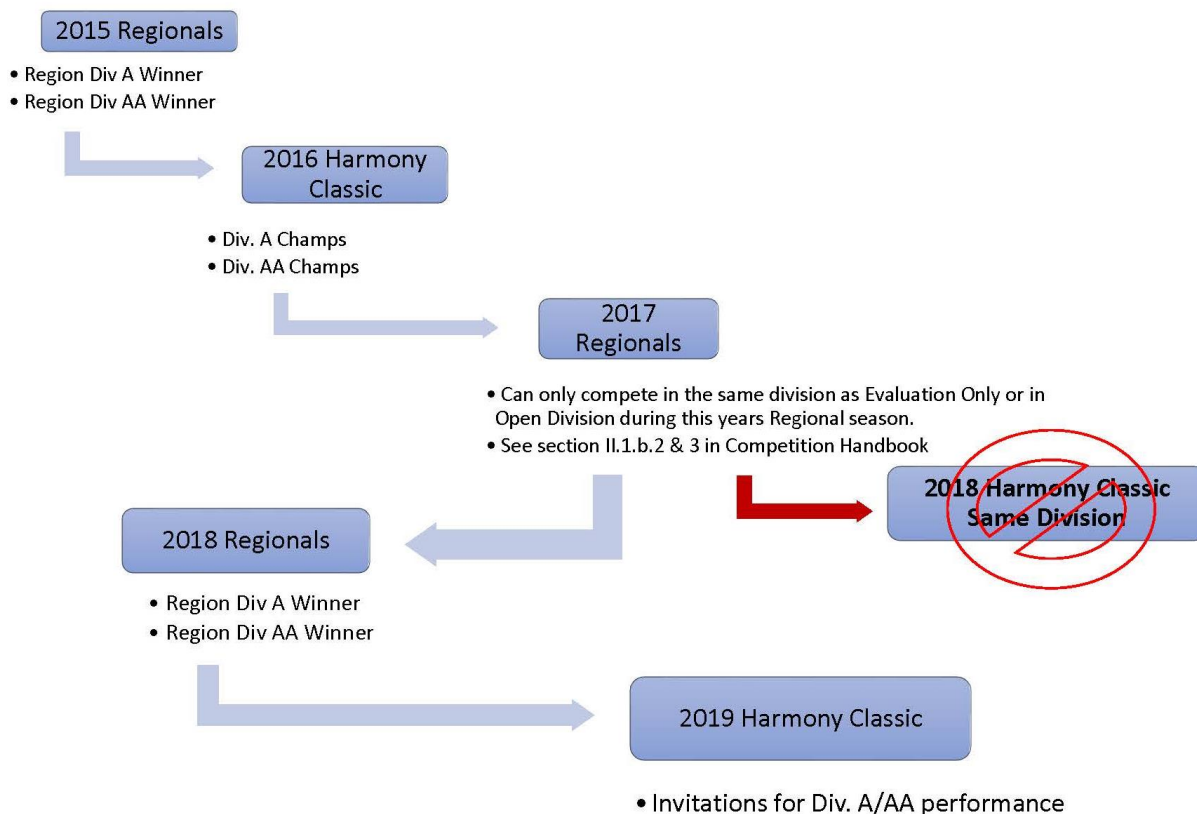 2015 Regionals
• Region Div A Winner
• Region Div AA Winner
2016 Harmony
Classic
• Div. A Champs
• Div. AA Champs
2017
Regionals
• Can only compete in the same division as Evaluation Only or in
Open Division during this years Regional season.
• See section II.1.b.2 & 3 in Competition Handbook
2018 Harmony Classic
Same Division
2018 Regionals
• Region Div A Winner
• Region Div AA Winner
2019 Harmony Classic
• Invitations for Div. A/AA performance